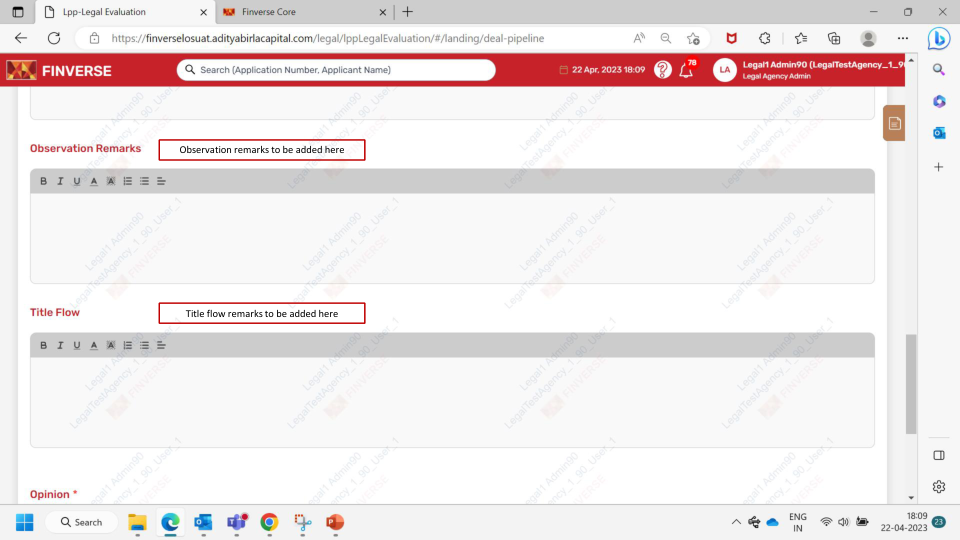 Lpp-Legal Evaluation
Finverse Core
https://finverselosuat.adityabirlacapital.com/legal/lppLegalEvaluation/#/landing/deal-pipeline
FINVERSE
Search (Application Number, Applicant Name)
22 Apr, 2023 18:09
78
LA
Legal1 Admin90 (LegalTestAgency_1_9
Legal Agency Admin
Observation Remarks
Observation remarks to be added here
B I U A A
Title Flow
Title flow remarks to be added here
B I U A A
Opinion *
Legal1 Admin90
LegalTestAgency_1_90_User_1
FINVERSE
Search
ENG
IN
18:09
22-04-2023
23